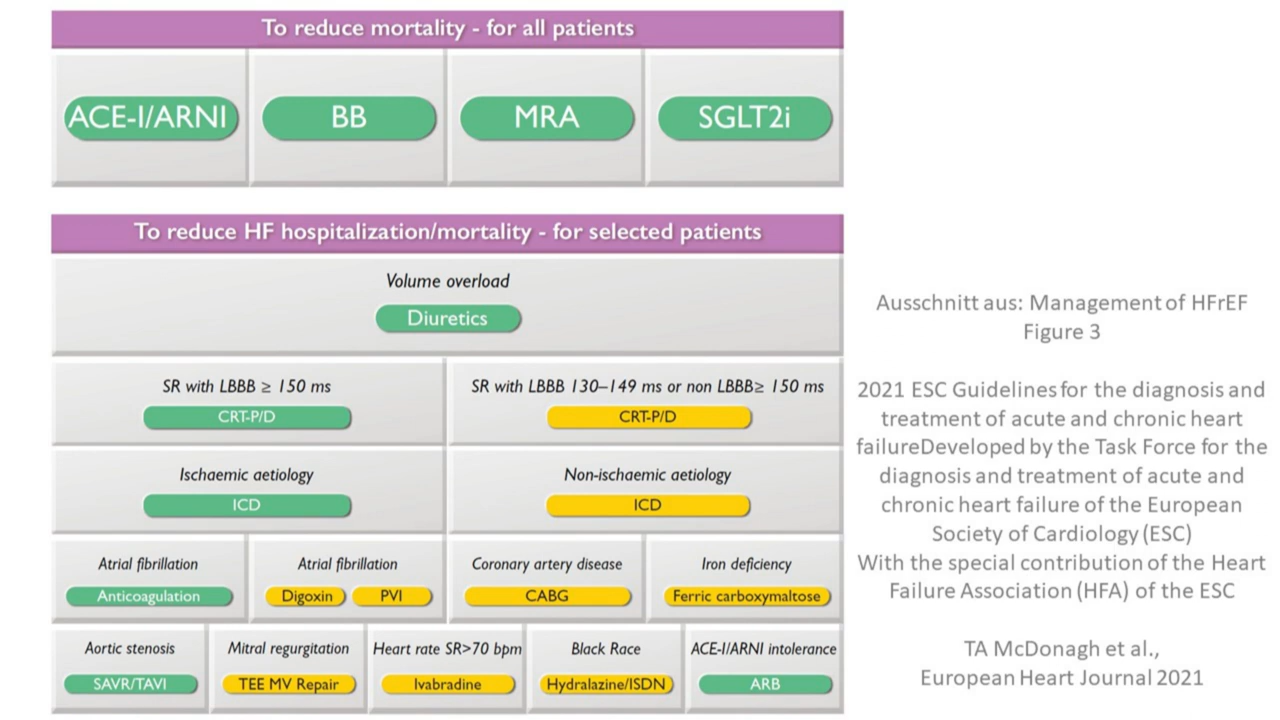 To reduce mortality - for all patients
ACE-I/ARNI
BB
MRA
SGLT2i
To reduce HF hospitalization/mortality - for selected patients
Volume overload
Diuretics
SR with LBBB ≥ 150 ms
CRT-P/D
SR with LBBB 130–149 ms or non LBBB≥ 150 ms
CRT-P/D
Ischaemic aetiology
ICD
Non-ischaemic aetiology
ICD
Atrial fibrillation
Anticoagulation
Atrial fibrillation
Digoxin PVI
Coronary artery disease
CABG
Iron deficiency
Ferric carboxymaltose
Aortic stenosis
SAVR/TAVI
Mitral regurgitation
TEE MV Repair
Heart rate SR>70 bpm
Ivabradine
Black Race
Hydralazine/ISDN
ACE-I/ARNI intolerance
ARB
Ausschnitt aus: Management of HFrEF
Figure 3
2021 ESC Guidelines for the diagnosis and
treatment of acute and chronic heart
failureDeveloped by the Task Force for the
diagnosis and treatment of acute and
chronic heart failure of the European
Society of Cardiology (ESC)
With the special contribution of the Heart
Failure Association (HFA) of the ESC
TA McDonagh et al.,
European Heart Journal 2021